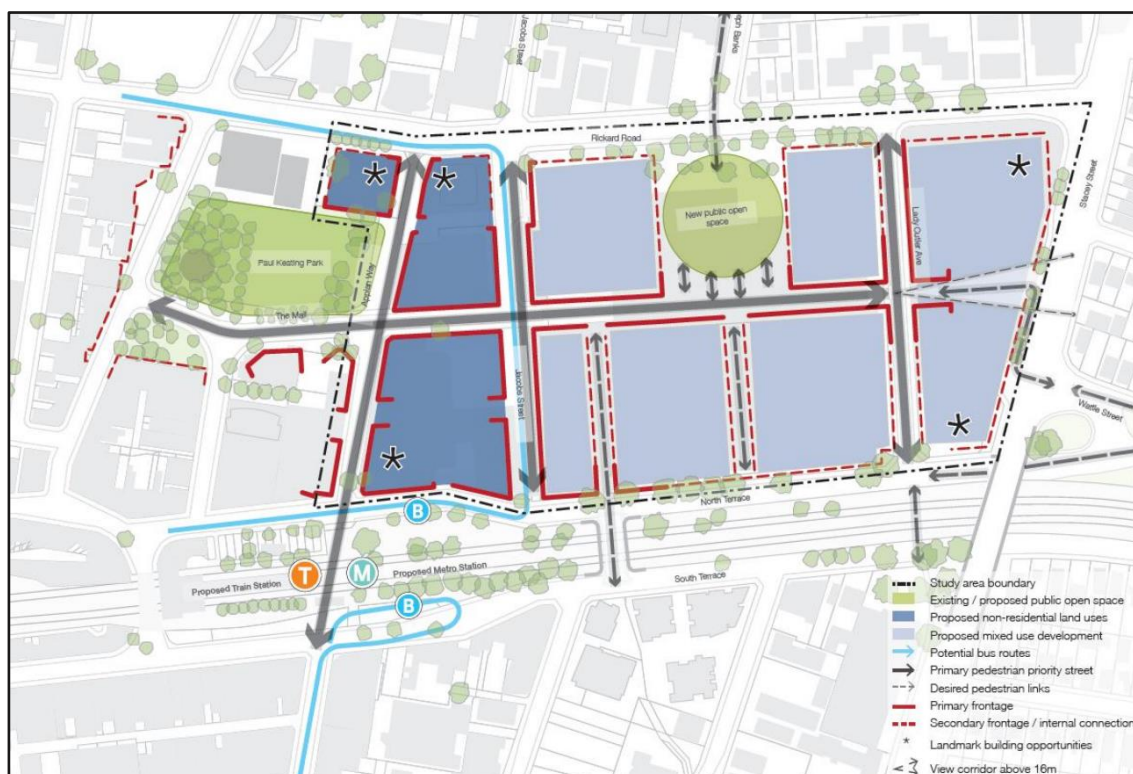 Jacobs Street
Rickard Road
Stacey Street
New public open
space
Lady Cutler Ave
Paul Keating Park
Appian Way
The Mall
Jacobs Street
Wattle Street
North Terrace
B
T
M
Proposed Train Station
Proposed Metro Station
B
South Terrace
Study area boundary
Existing / proposed public open space
Proposed non-residential land uses
Proposed mixed use development
Potential bus routes
Primary pedestrian priority street
Desired pedestrian links
Primary frontage
Secondary frontage / internal connection
Landmark building opportunities
View corridor above 16m